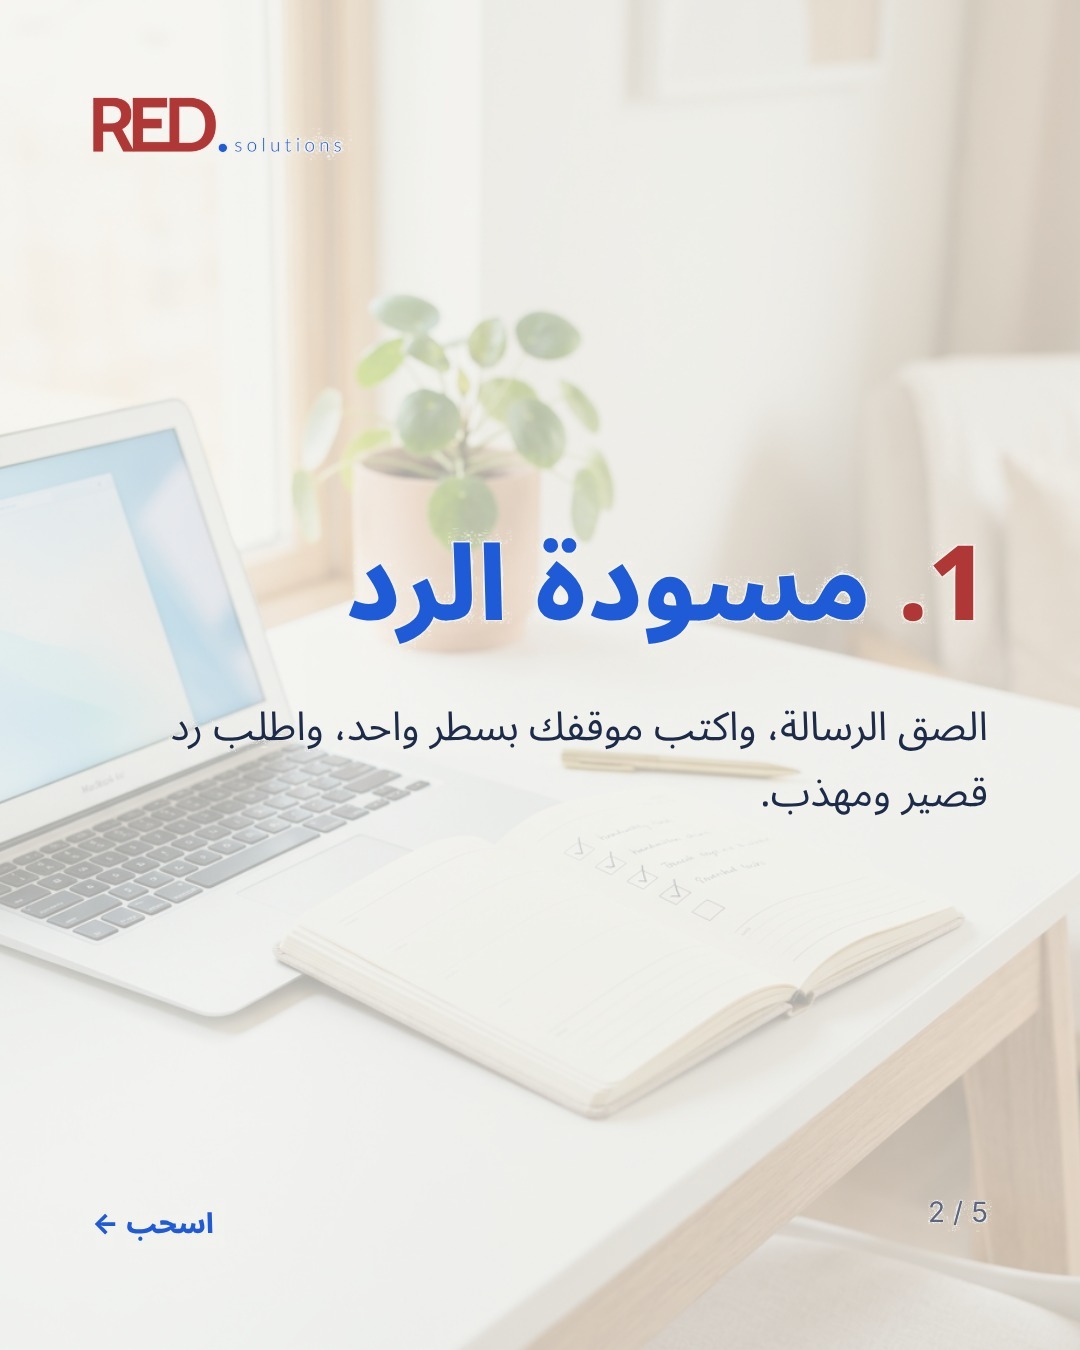 RED.solutions
1. مسودة الرد
الصق الرسالة، واكتب موقفك بسطر واحد، واطلب رد
قصير ومهذب.
2 / 5
اسحب ←